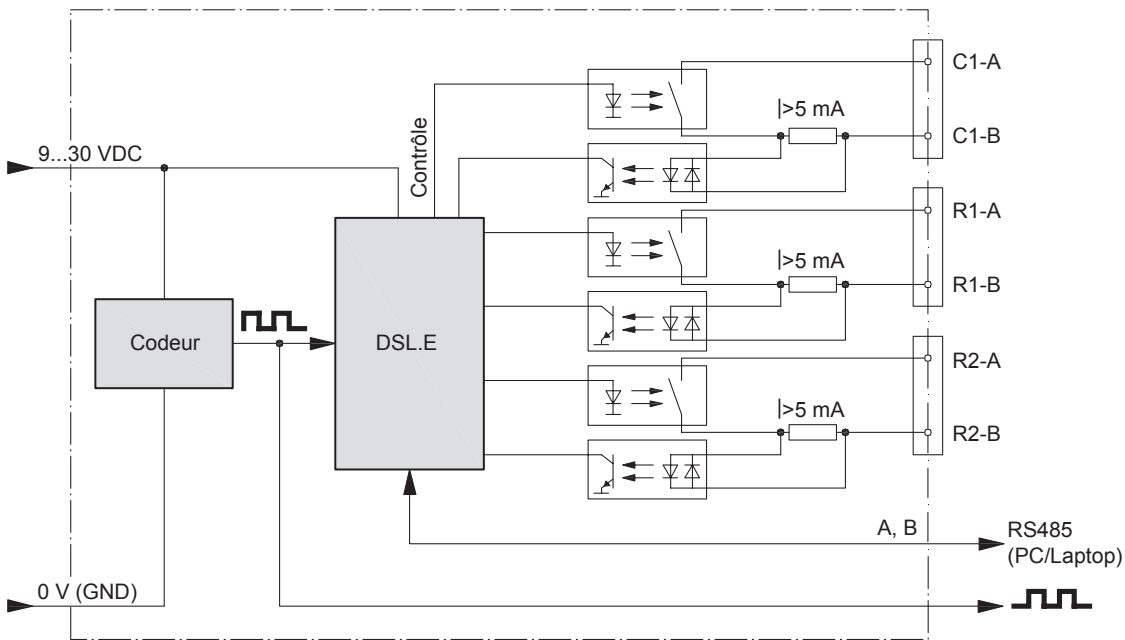 C1-A
I>5 mA
C1-B
9...30 VDC
Contrôle
R1-A
I>5 mA
R1-B
Codeur
DSL.E
R2-A
I>5 mA
R2-B
A, B
RS485
(PC/Laptop)
0 V (GND)